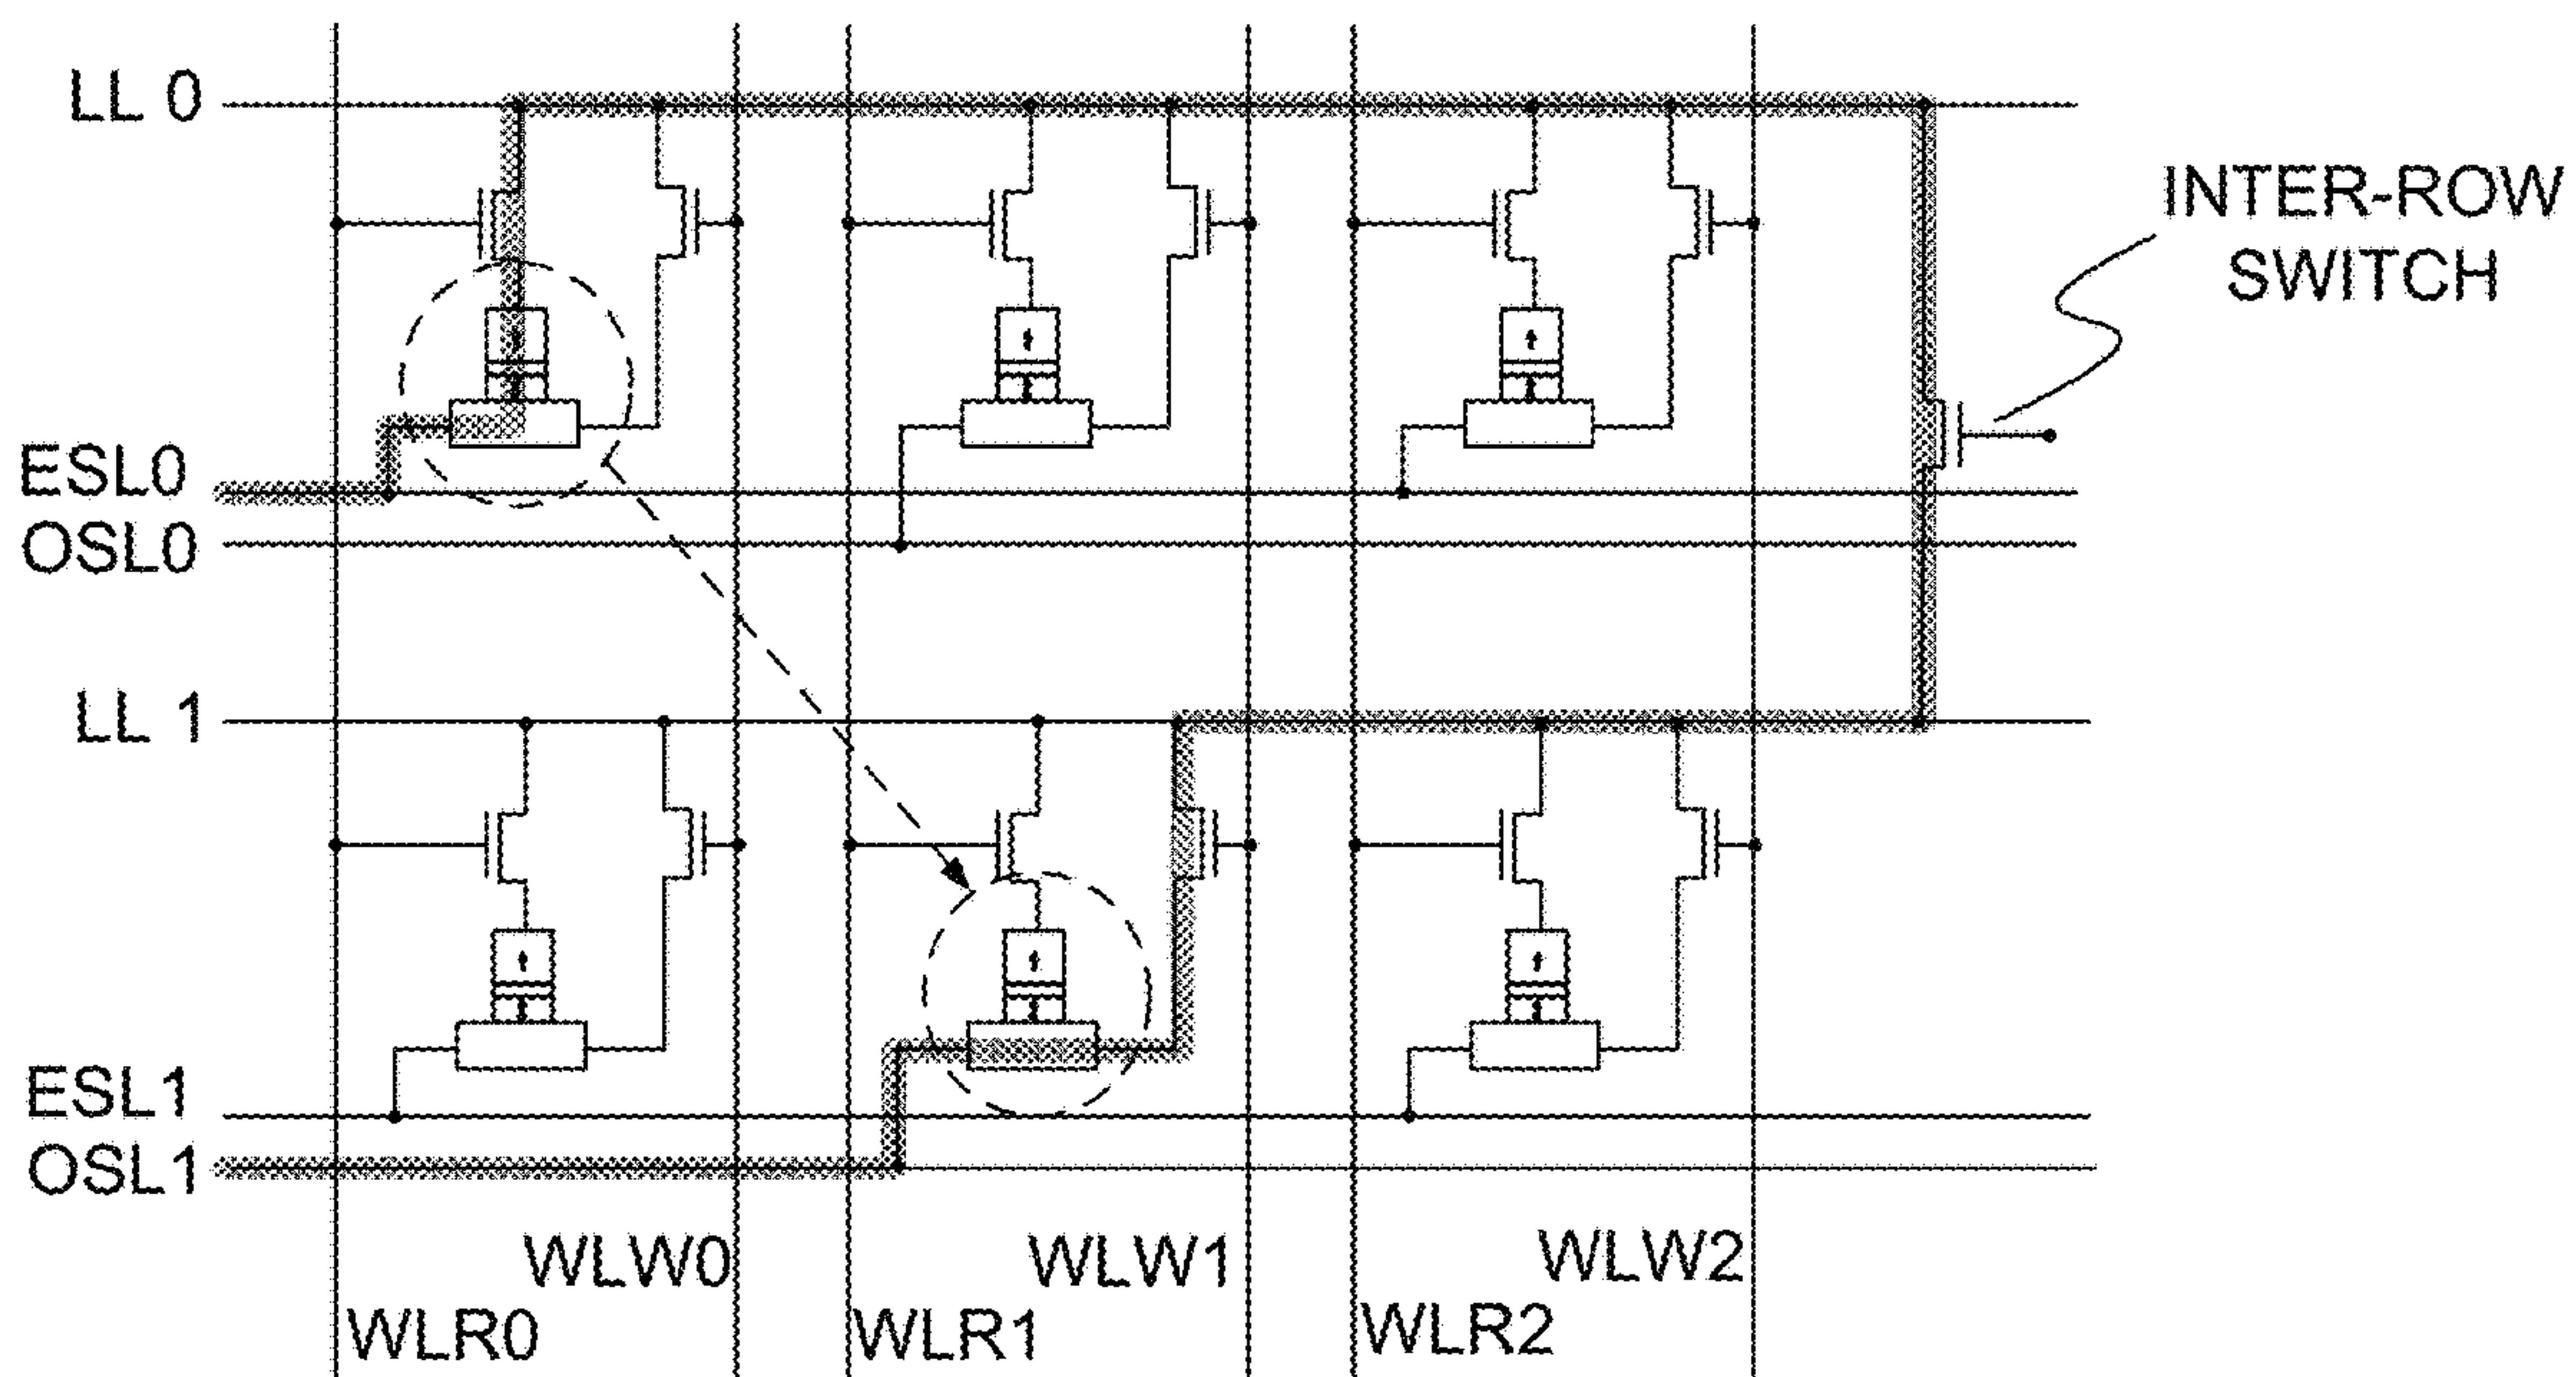 LL 0
INTER-ROW
SWITCH
ESL0
OSL0
LL 1
ESL1
OSL1
WLW0
WLW1
WLW2
WLR0
WLR1
WLR2